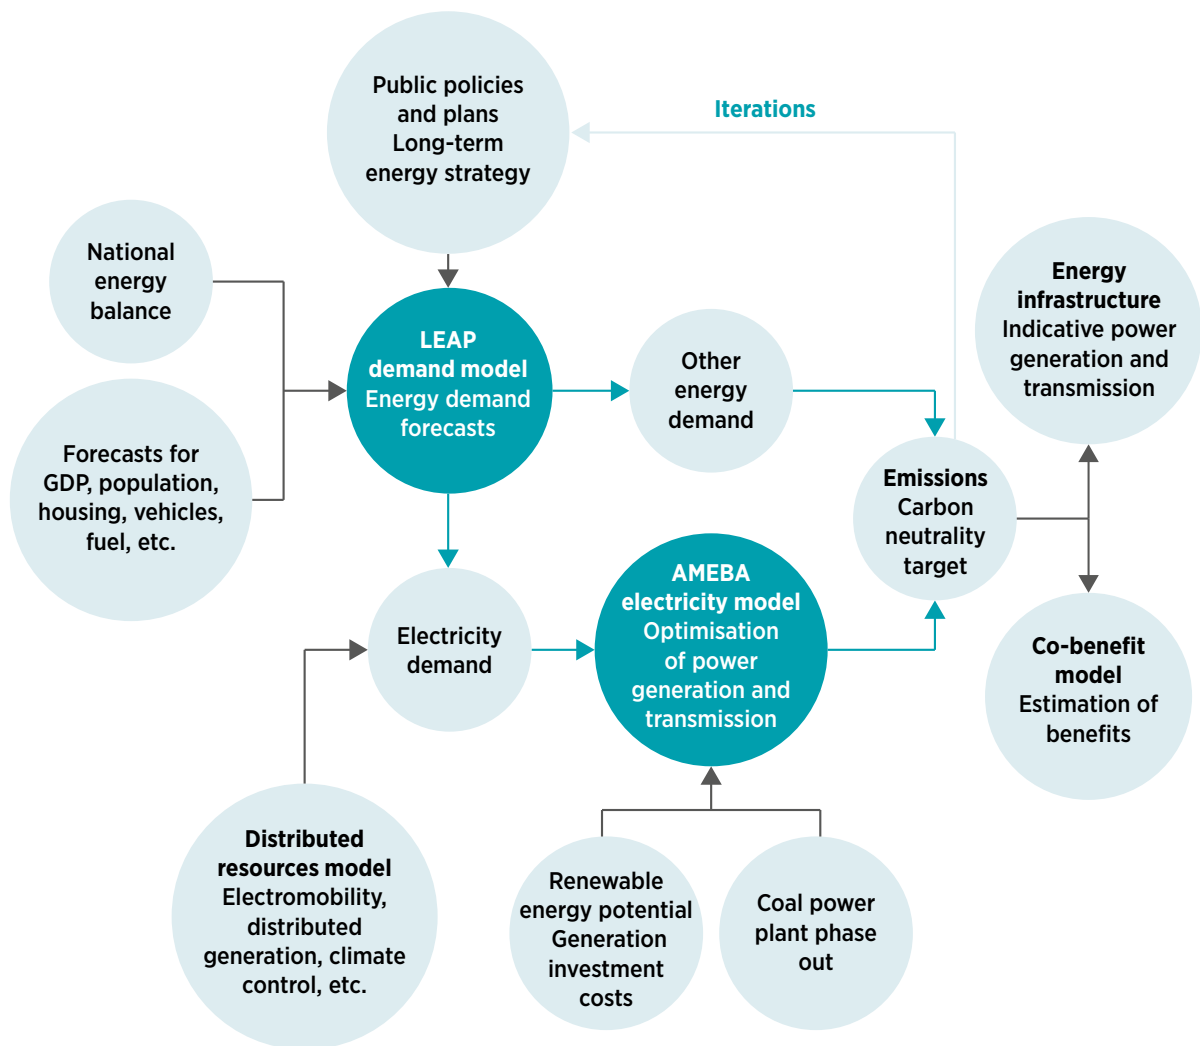 Public policies
and plans
Long-term
energy strategy
Iterations
National
energy
balance
Energy
infrastructure
Indicative power
generation and
transmission
LEAP
demand model
Energy demand
forecasts
Other
energy
demand
Forecasts for
GDP, population,
housing, vehicles,
fuel, etc.
Emissions
Carbon
neutrality
target
AMEBA
electricity model
Optimisation
of power
generation and
transmission
Electricity
demand
Co-benefit
model
Estimation of
benefits
Distributed
resources model
Electromobility,
distributed
generation, climate
control, etc.
Renewable
energy potential
Generation
investment
costs
Coal power
plant phase
out